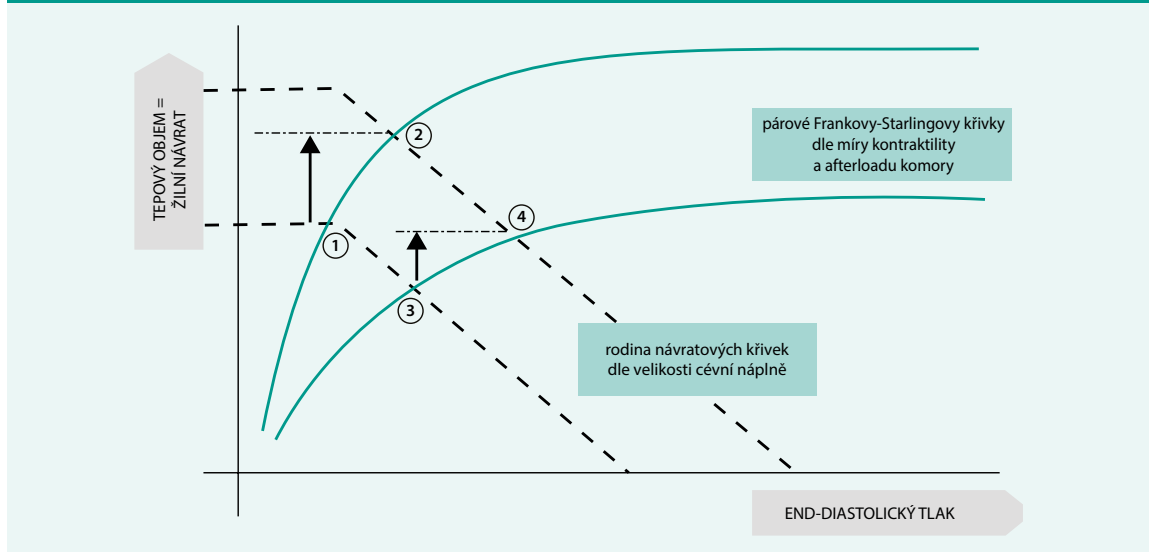 TEPOVÝ OBJEM =
ŽILNÍ NÁVRAT
párové Frankovy-Starlingovy křivky
dle míry kontraktility
a afterloadu komory
2
4
1
3
rodina návratových křivek
dle velikosti cévní náplně
END-DIASTOLICKÝ TLAK